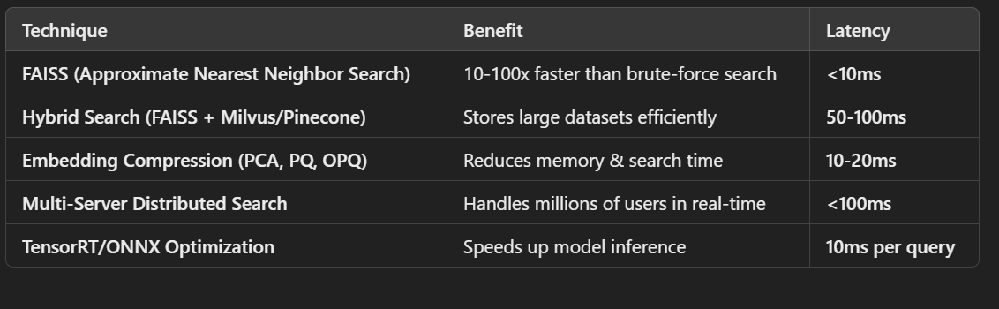 Technique Benefit Latency
FAISS (Approximate Nearest Neighbor Search) 10-100x faster than brute-force search <10ms
Hybrid Search (FAISS + Milvus/Pinecone) Stores large datasets efficiently 50-100ms
Embedding Compression (PCA, PQ, OPQ) Reduces memory & search time 10-20ms
Multi-Server Distributed Search Handles millions of users in real-time <100ms
TensorRT/ONNX Optimization Speeds up model inference 10ms per query